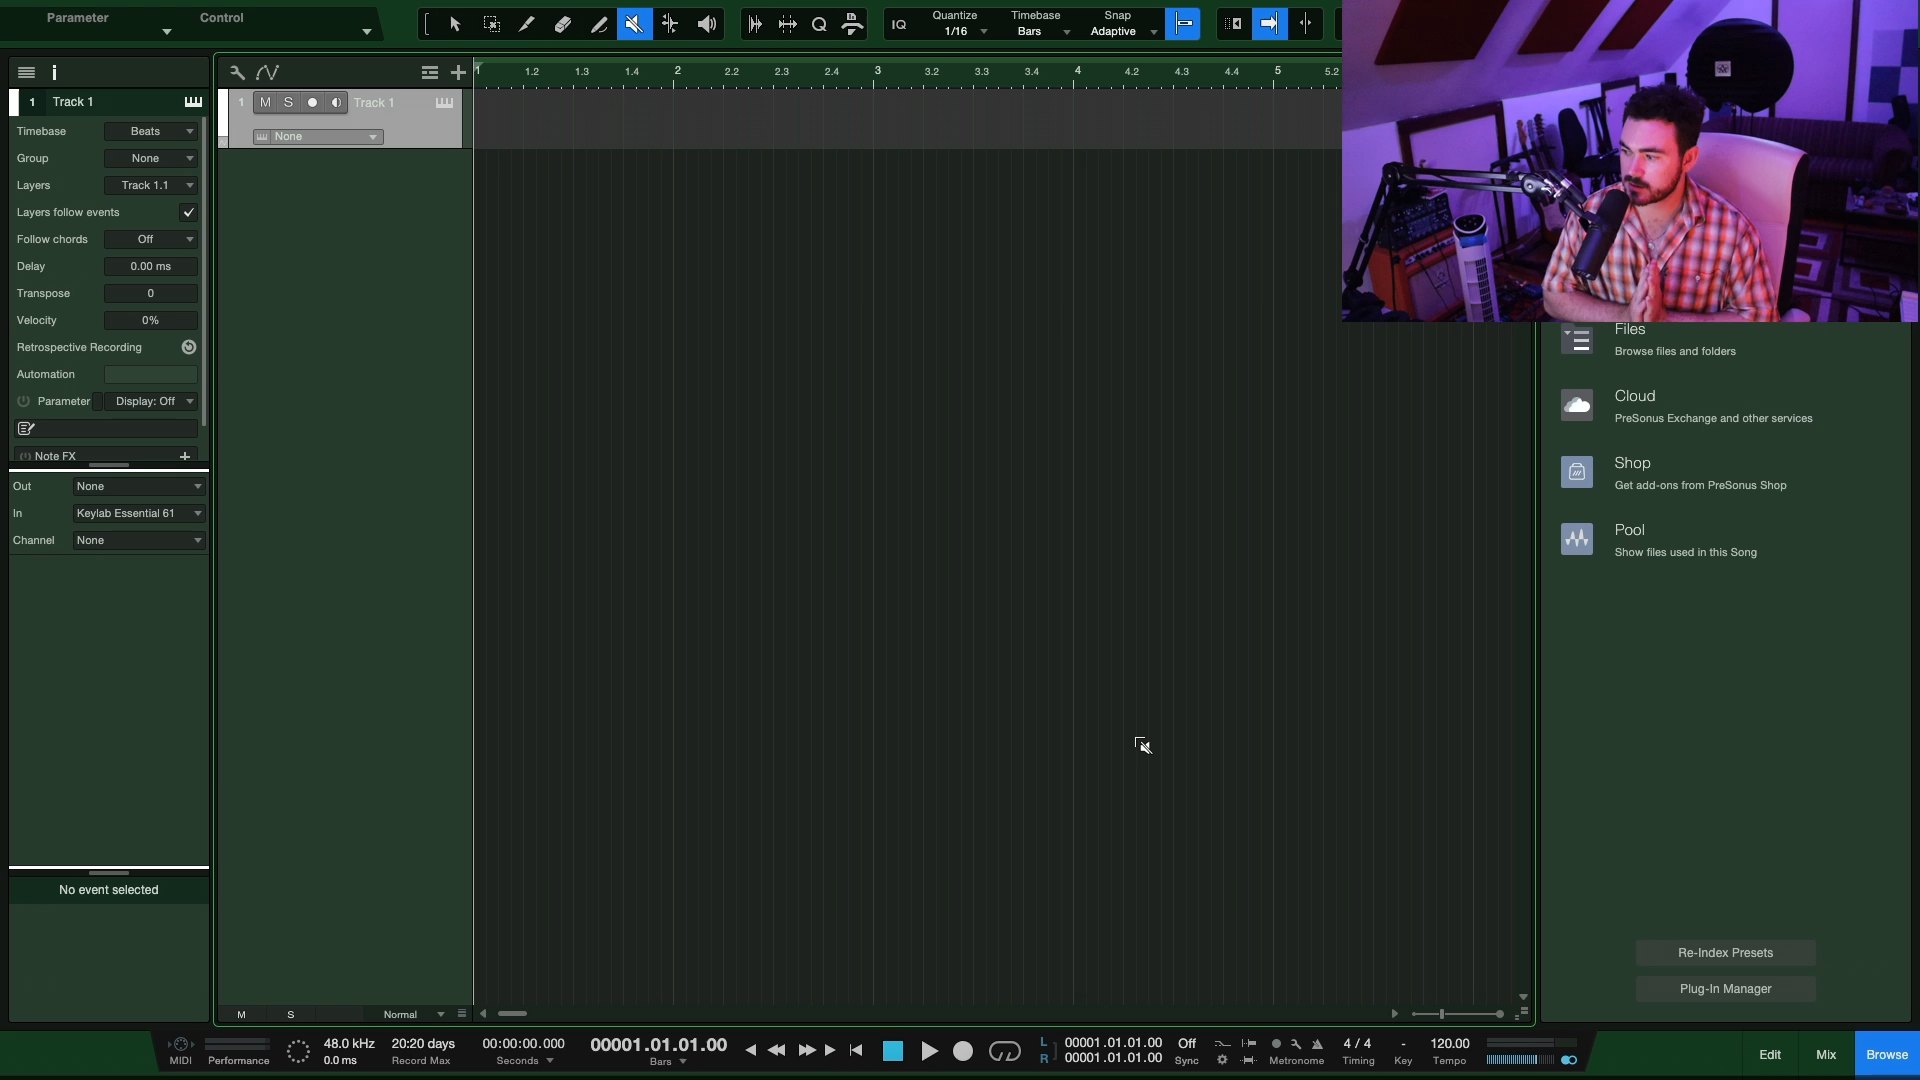 Parameter
Control
IQ
Quantize
1/16
Timebase
Bars
Snap
Adaptive
1 Track 1
Timebase Beats
Group None
Layers Track 1.1
Layers follow events
Follow chords Off
Delay 0.00 ms
Transpose 0
Velocity 0%
Retrospective Recording
Automation
Parameter Display: Off
Note FX
Out None
In Keylab Essential 61
Channel None
No event selected
1 1.2 1.3 1.4 2 2.2 2.3 2.4 3 3.2 3.3 3.4 4 4.2 4.3 4.4 5 5.2
1 M S Track 1
None
M S Normal
Files
Browse files and folders
Cloud
PreSonus Exchange and other services
Shop
Get add-ons from PreSonus Shop
Pool
Show files used in this Song
Re-Index Presets
Plug-In Manager
MIDI
Performance
48.0 kHz
0.0 ms
20:20 days
Record Max
00:00:00.000
Seconds
00001.01.01.00
Bars
L 00001.01.01.00
R 00001.01.01.00
Off
Sync
Metronome
4 / 4
Timing
-
Key
120.00
Tempo
Edit
Mix
Browse